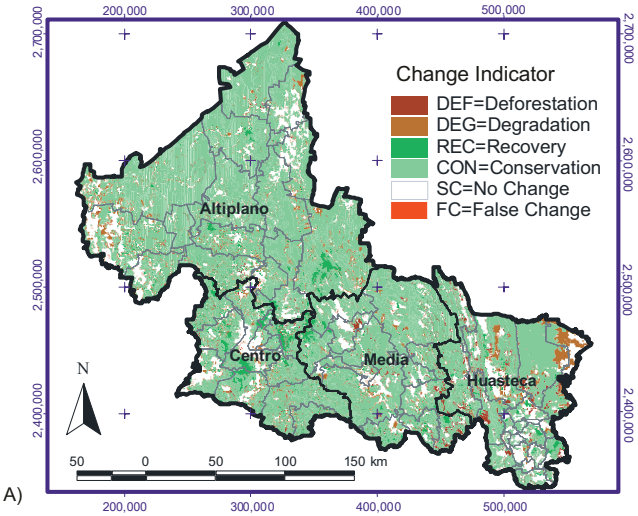 200,000 300,000 400,000 500,000
2,700,000 2,700,000
Change Indicator
DEF=Deforestation
DEG=Degradation
REC=Recovery
2,600,000 2,600,000
CON=Conservation
SC=No Change
FC=False Change
Altiplano
2,500,000 2,500,000
Centro
Media
Huasteca
N
2,400,000 2,400,000
50 0 50 100 150 km
A)
200,000 300,000 400,000 500,000